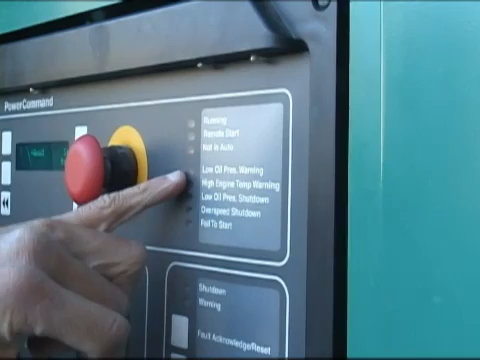 PowerCommand
Running
Remote Start
Not in Auto
Low Oil Pres. Warning
High Engine Temp Warning
Low Oil Pres. Shutdown
Overspeed Shutdown
Fail To Start
Shutdown
Warning
Fault Acknowledge/Reset